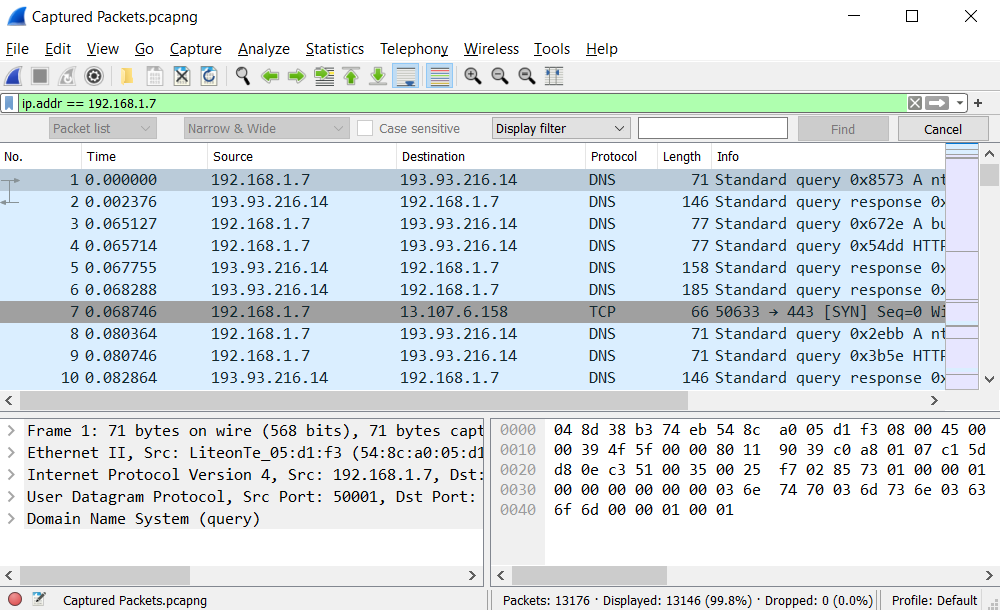 Captured Packets.pcapng
File Edit View Go Capture Analyze Statistics Telephony Wireless Tools Help
ip.addr == 192.168.1.7
Packet list Narrow & Wide Case sensitive Display filter Find Cancel
No. Time Source Destination Protocol Length Info
1 0.000000 192.168.1.7 193.93.216.14 DNS 71 Standard query 0x8573 A nt
2 0.002376 193.93.216.14 192.168.1.7 DNS 146 Standard query response 0x
3 0.065127 192.168.1.7 193.93.216.14 DNS 77 Standard query 0x672e A bu
4 0.065714 192.168.1.7 193.93.216.14 DNS 77 Standard query 0x54dd HTTP
5 0.067755 193.93.216.14 192.168.1.7 DNS 158 Standard query response 0x
6 0.068288 193.93.216.14 192.168.1.7 DNS 185 Standard query response 0x
7 0.068746 192.168.1.7 13.107.6.158 TCP 66 50633 → 443 [SYN] Seq=0 Wi
8 0.080364 192.168.1.7 193.93.216.14 DNS 71 Standard query 0x2ebb A nt
9 0.080746 192.168.1.7 193.93.216.14 DNS 71 Standard query 0x3b5e HTTP
10 0.082864 193.93.216.14 192.168.1.7 DNS 146 Standard query response 0x
Frame 1: 71 bytes on wire (568 bits), 71 bytes capt
Ethernet II, Src: LiteonTe_05:d1:f3 (54:8c:a0:05:d1
Internet Protocol Version 4, Src: 192.168.1.7, Dst:
User Datagram Protocol, Src Port: 50001, Dst Port:
Domain Name System (query)
0000 04 8d 38 b3 74 eb 54 8c a0 05 d1 f3 08 00 45 00
0010 00 39 4f 5f 00 00 80 11 90 39 c0 a8 01 07 c1 5d
0020 d8 0e c3 51 00 35 00 25 f7 02 85 73 01 00 00 01
0030 00 00 00 00 00 00 03 6e 74 70 03 6d 73 6e 03 63
0040 6f 6d 00 00 01 00 01
Captured Packets.pcapng Packets: 13176 · Displayed: 13146 (99.8%) · Dropped: 0 (0.0%) Profile: Default